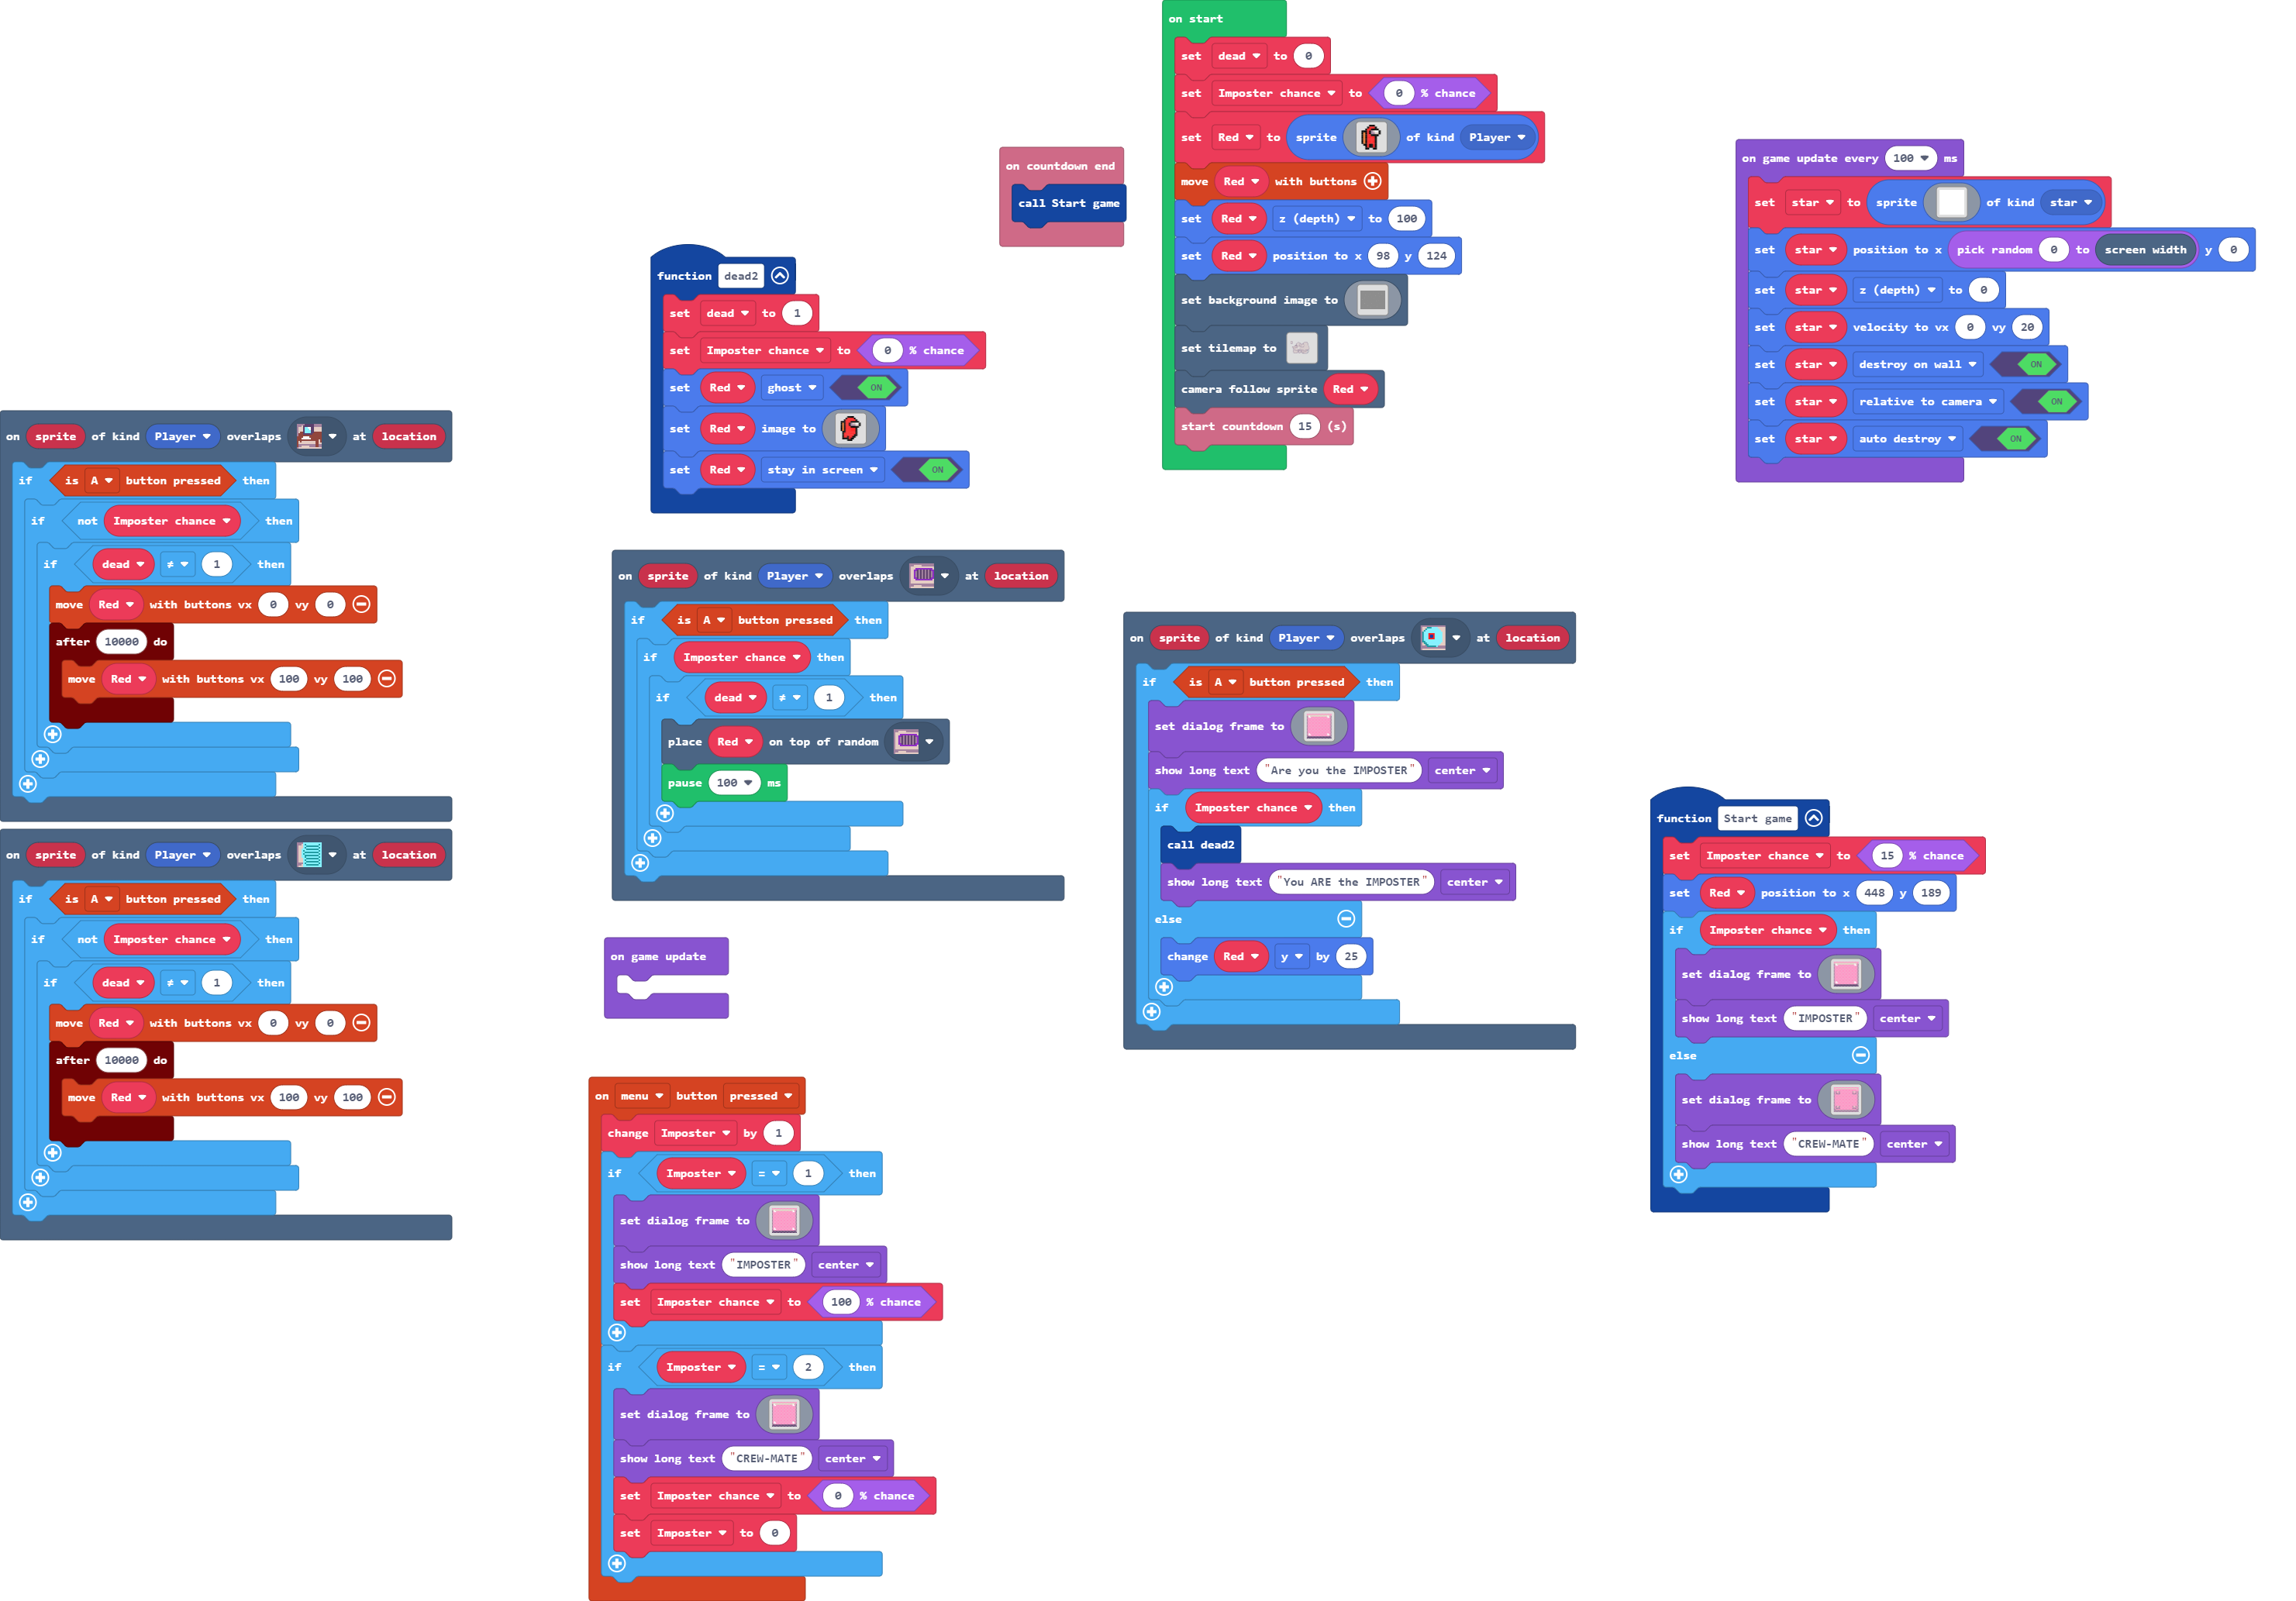 on start
set dead to 0
set Imposter chance to 0 % chance
set Red to sprite of kind Player
move Red with buttons
set Red z (depth) to 100
set Red position to x 98 y 124
set background image to
set tilemap to
camera follow sprite Red
start countdown 15 (s)
on countdown end
call Start game
on game update every 100 ms
set star to sprite of kind star
set star position to x pick random 0 to screen width y 0
set star z (depth) to 0
set star velocity to vx 0 vy 20
set star destroy on wall ON
set star relative to camera ON
set star auto destroy ON
function dead2
set dead to 1
set Imposter chance to 0 % chance
set Red ghost ON
set Red image to
set Red stay in screen ON
on sprite of kind Player overlaps at location
if is A button pressed then
if not Imposter chance then
if dead ≠ 1 then
move Red with buttons vx 0 vy 0
after 10000 do
move Red with buttons vx 100 vy 100
on sprite of kind Player overlaps at location
if is A button pressed then
if Imposter chance then
if dead ≠ 1 then
place Red on top of random
pause 100 ms
on sprite of kind Player overlaps at location
if is A button pressed then
set dialog frame to
show long text "Are you the IMPOSTER" center
if Imposter chance then
call dead2
show long text "You ARE the IMPOSTER" center
else
change Red y by 25
function Start game
set Imposter chance to 15 % chance
set Red position to x 448 y 189
if Imposter chance then
set dialog frame to
show long text "IMPOSTER" center
else
set dialog frame to
show long text "CREW-MATE" center
on sprite of kind Player overlaps at location
if is A button pressed then
if not Imposter chance then
if dead ≠ 1 then
move Red with buttons vx 0 vy 0
after 10000 do
move Red with buttons vx 100 vy 100
on game update
on menu button pressed
change Imposter by 1
if Imposter = 1 then
set dialog frame to
show long text "IMPOSTER" center
set Imposter chance to 100 % chance
if Imposter = 2 then
set dialog frame to
show long text "CREW-MATE" center
set Imposter chance to 0 % chance
set Imposter to 0